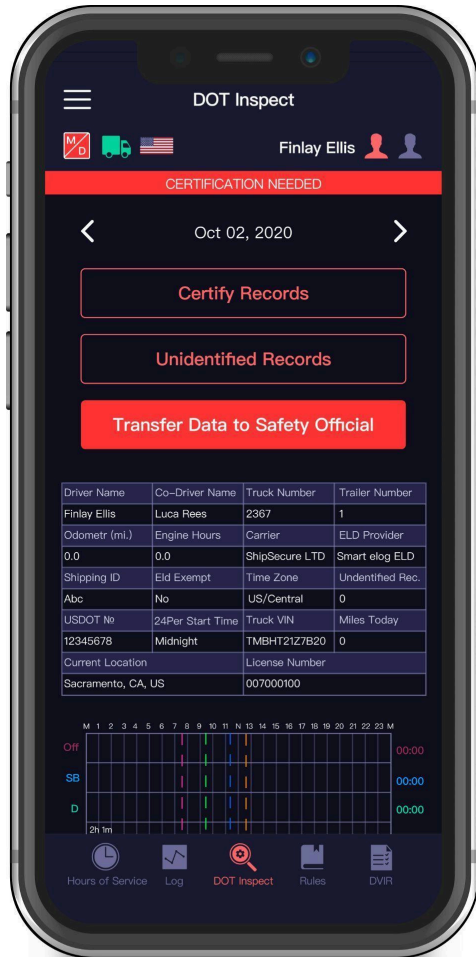 DOT Inspect
M/D
Finlay Ellis
CERTIFICATION NEEDED
Oct 02, 2020
Certify Records
Unidentified Records
Transfer Data to Safety Official
Driver Name Co-Driver Name Truck Number Trailer Number
Finlay Ellis Luca Rees 2367 1
Odometr (mi.) Engine Hours Carrier ELD Provider
0.0 0.0 ShipSecure LTD Smart elog ELD
Shipping ID Eld Exempt Time Zone Undentified Rec.
Abc No US/Central 0
USDOT № 24Per Start Time Truck VIN Miles Today
12345678 Midnight TMBHT21Z7B20 0
Current Location License Number
Sacramento, CA, US 007000100
M 1 2 3 4 5 6 7 8 9 10 11 N 13 14 15 16 17 18 19 20 21 22 23 M
Off 00:00
SB 00:00
D 00:00
2h 1m
Hours of Service Log DOT Inspect Rules DVIR